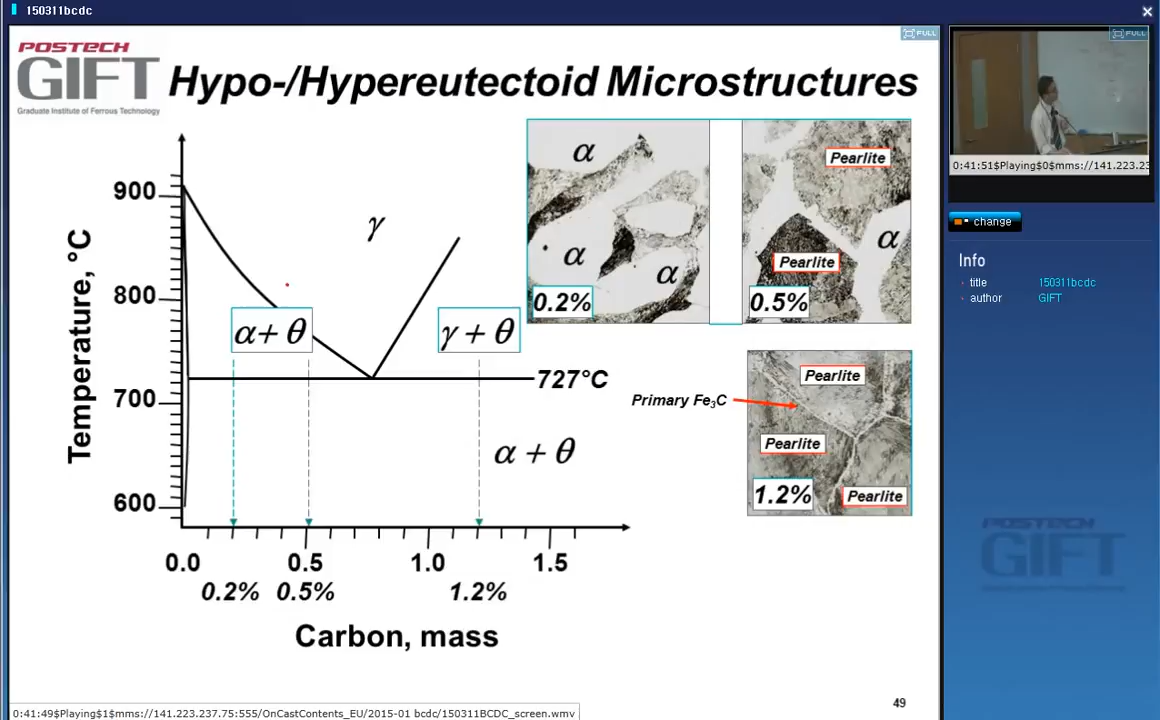 150311bcdc
FULL
FULL
POSTECH
GIFT
Graduate Institute of Ferrous Technology
Hypo-/Hypereutectoid Microstructures
Temperature, °C
900
800
700
600
γ
α + θ
γ + θ
727°C
α + θ
0.0
0.5
1.0
1.5
0.2%
0.5%
1.2%
Carbon, mass
α
α
α
0.2%
Pearlite
Pearlite
α
0.5%
Primary Fe₃C
Pearlite
Pearlite
1.2%
Pearlite
49
0:41:49$Playing$1$mms://141.223.237.75:555/OnCastContents_EU/2015-01 bcdc/150311BCDC_screen.wmv
0:41:51$Playing$0$mms://141.223.23
change
Info
title 150311bcdc
author GIFT
POSTECH
GIFT